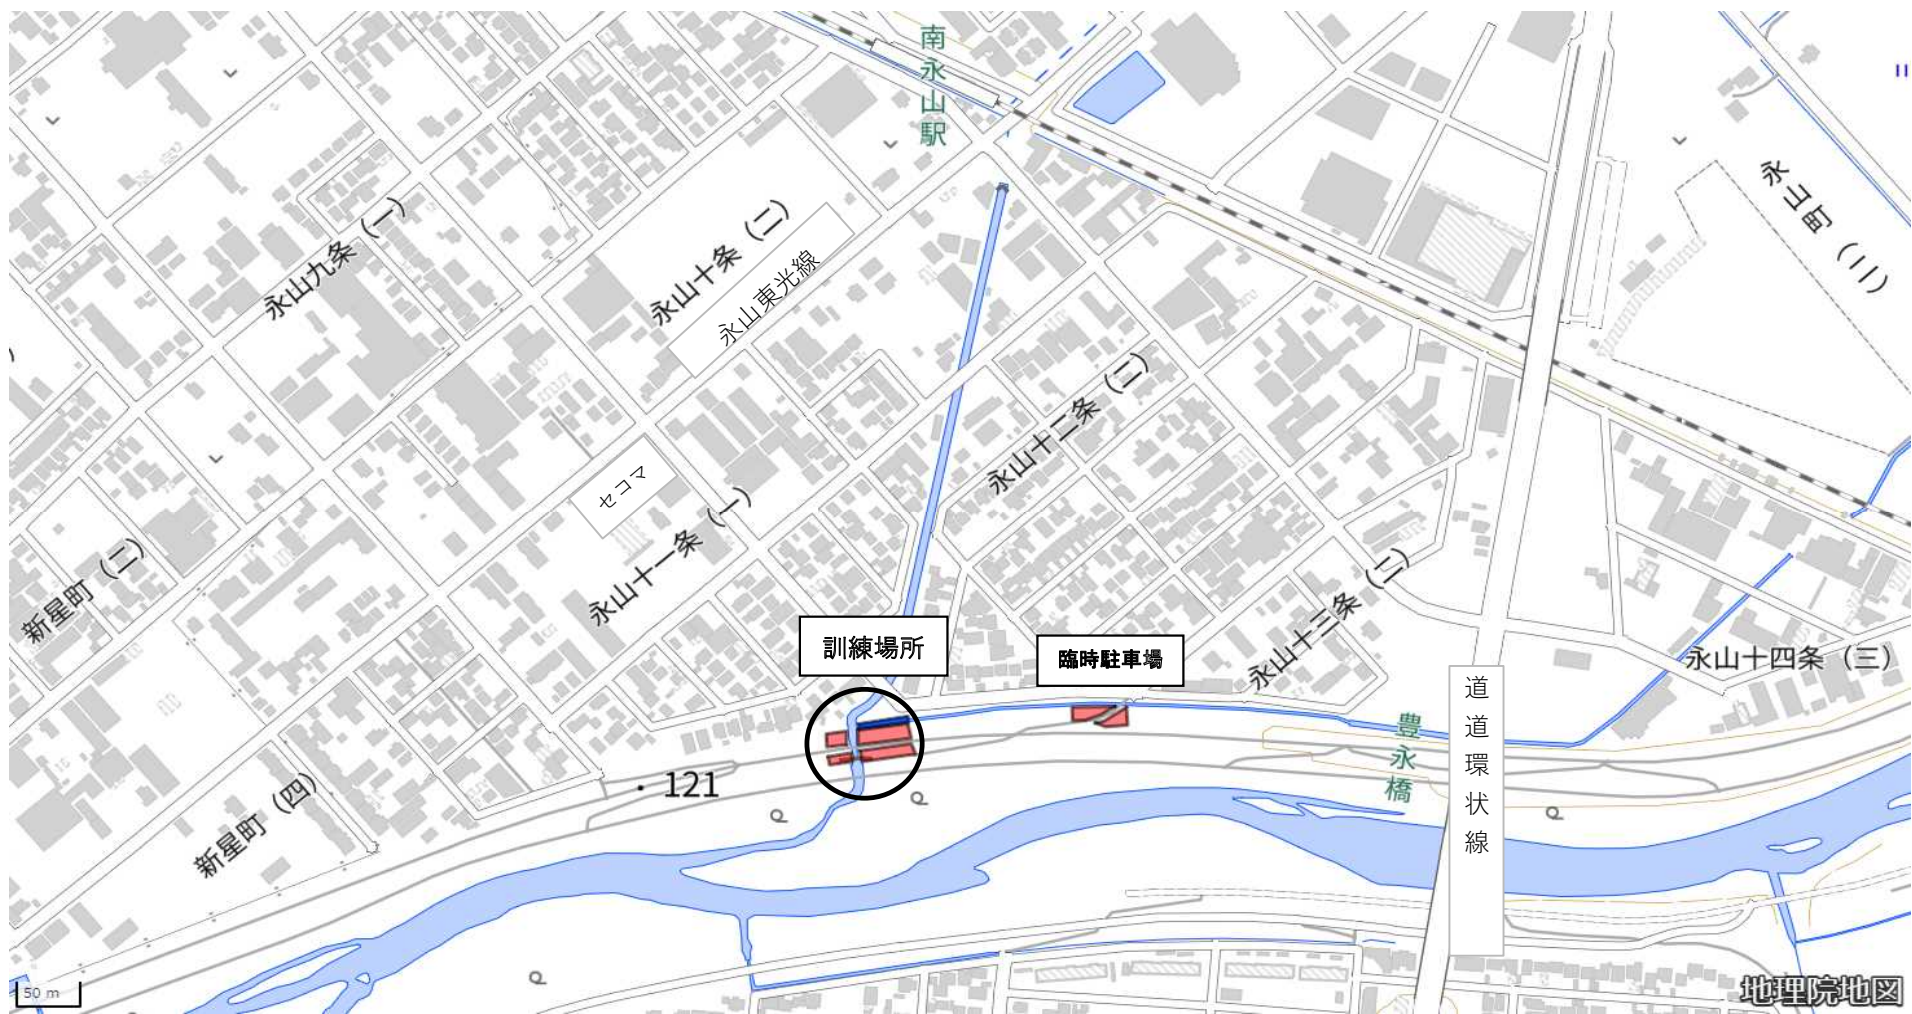 南永山駅
永山町（二）
永山九条（一）
永山十条（二）
永山東光線
永山十二条（二）
セコマ
永山十一条（一）
新星町（二）
訓練場所
臨時駐車場
永山十三条（二）
永山十四条（三）
道道環状線
豊永橋
121
新星町（四）
50 m
地理院地図